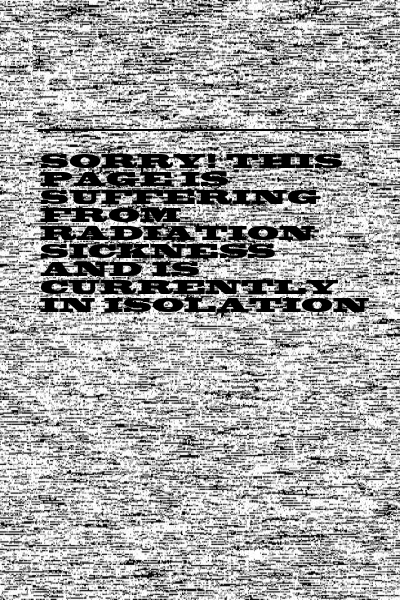 SORRY! THIS
PAGE IS
SUFFERING
FROM
RADIATION
SICKNESS
AND IS
CURRENTLY
IN ISOLATION